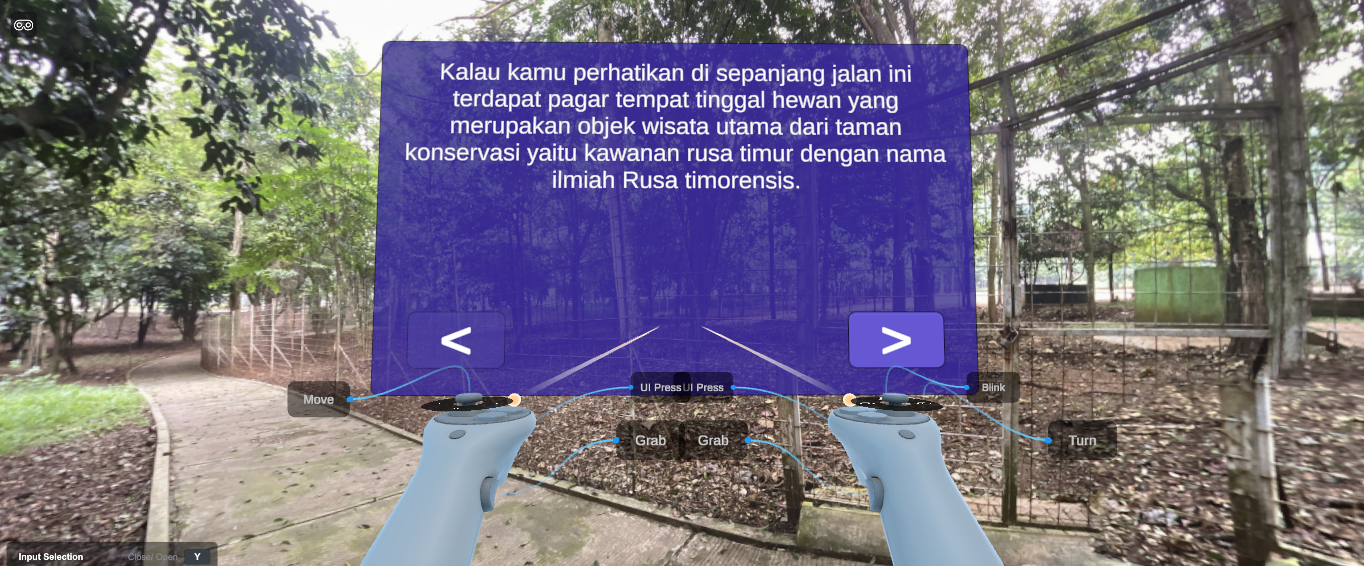 Kalau kamu perhatikan di sepanjang jalan ini
terdapat pagar tempat tinggal hewan yang
merupakan objek wisata utama dari taman
konservasi yaitu kawanan rusa timur dengan nama
ilmiah Rusa timorensis.
<
>
Move
UI Press
UI Press
Blink
Grab
Grab
Turn
Input Selection
Close/ Open
Y